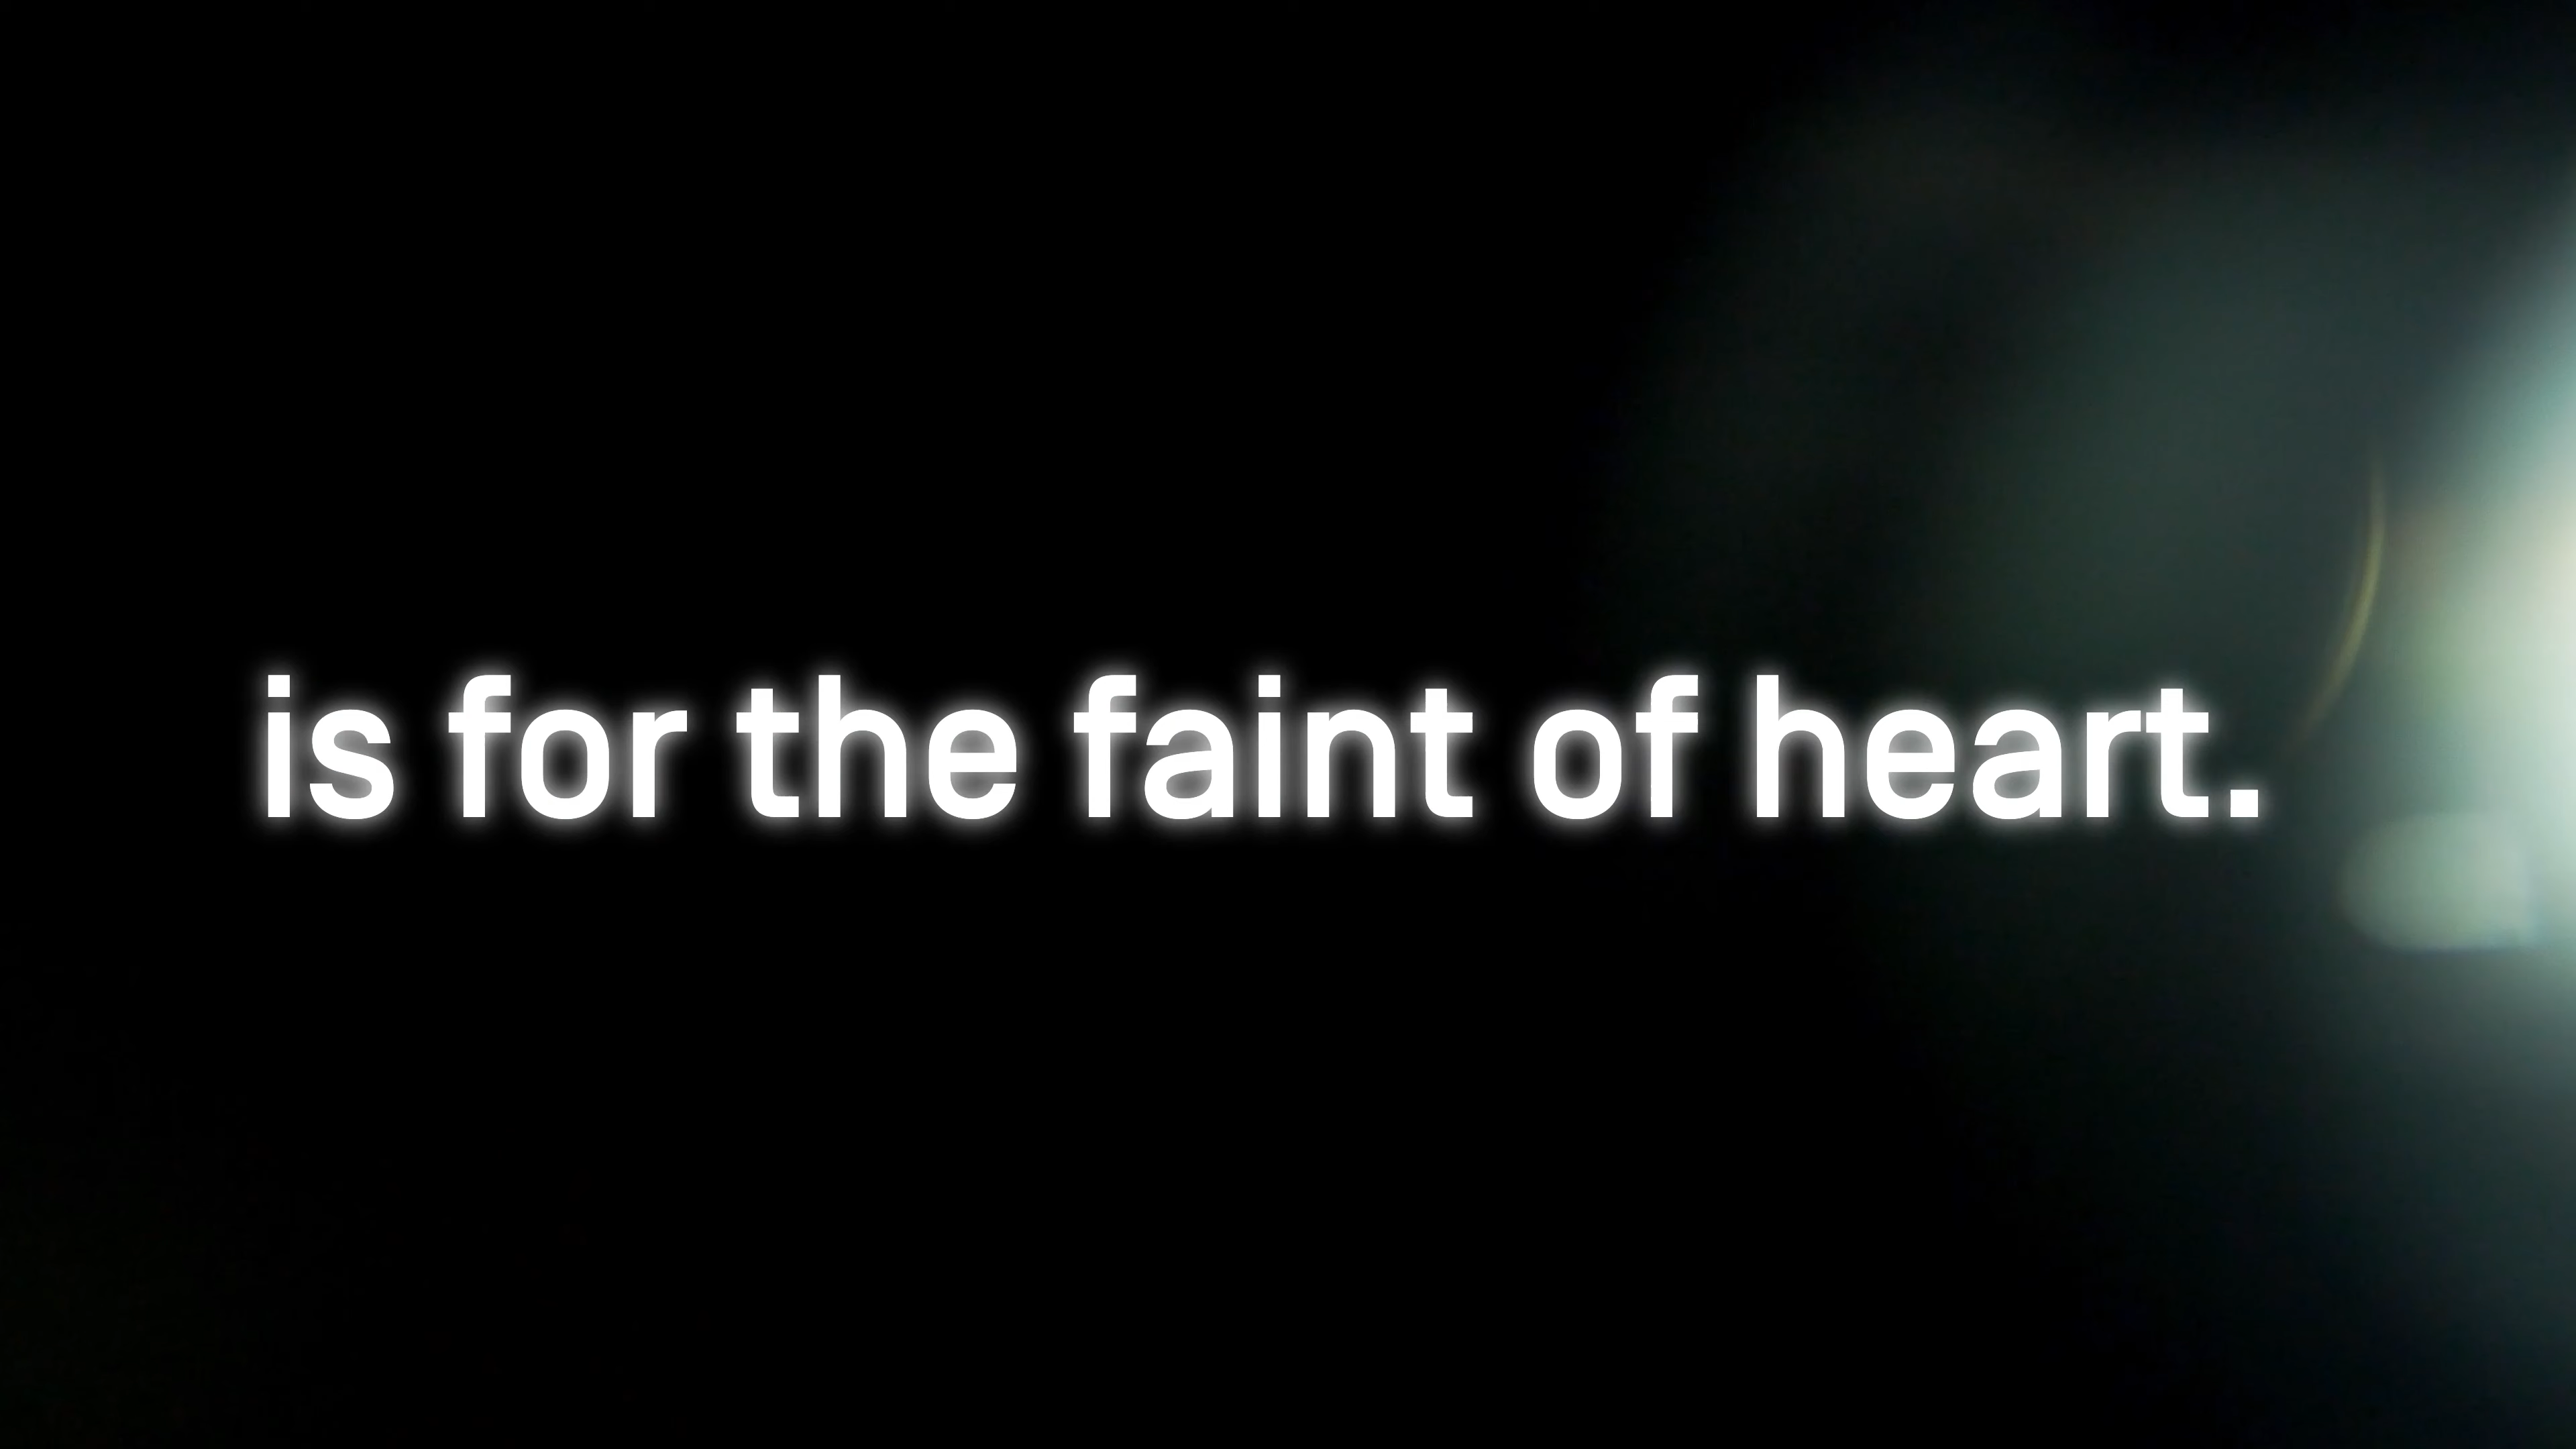 is for the faint of heart.